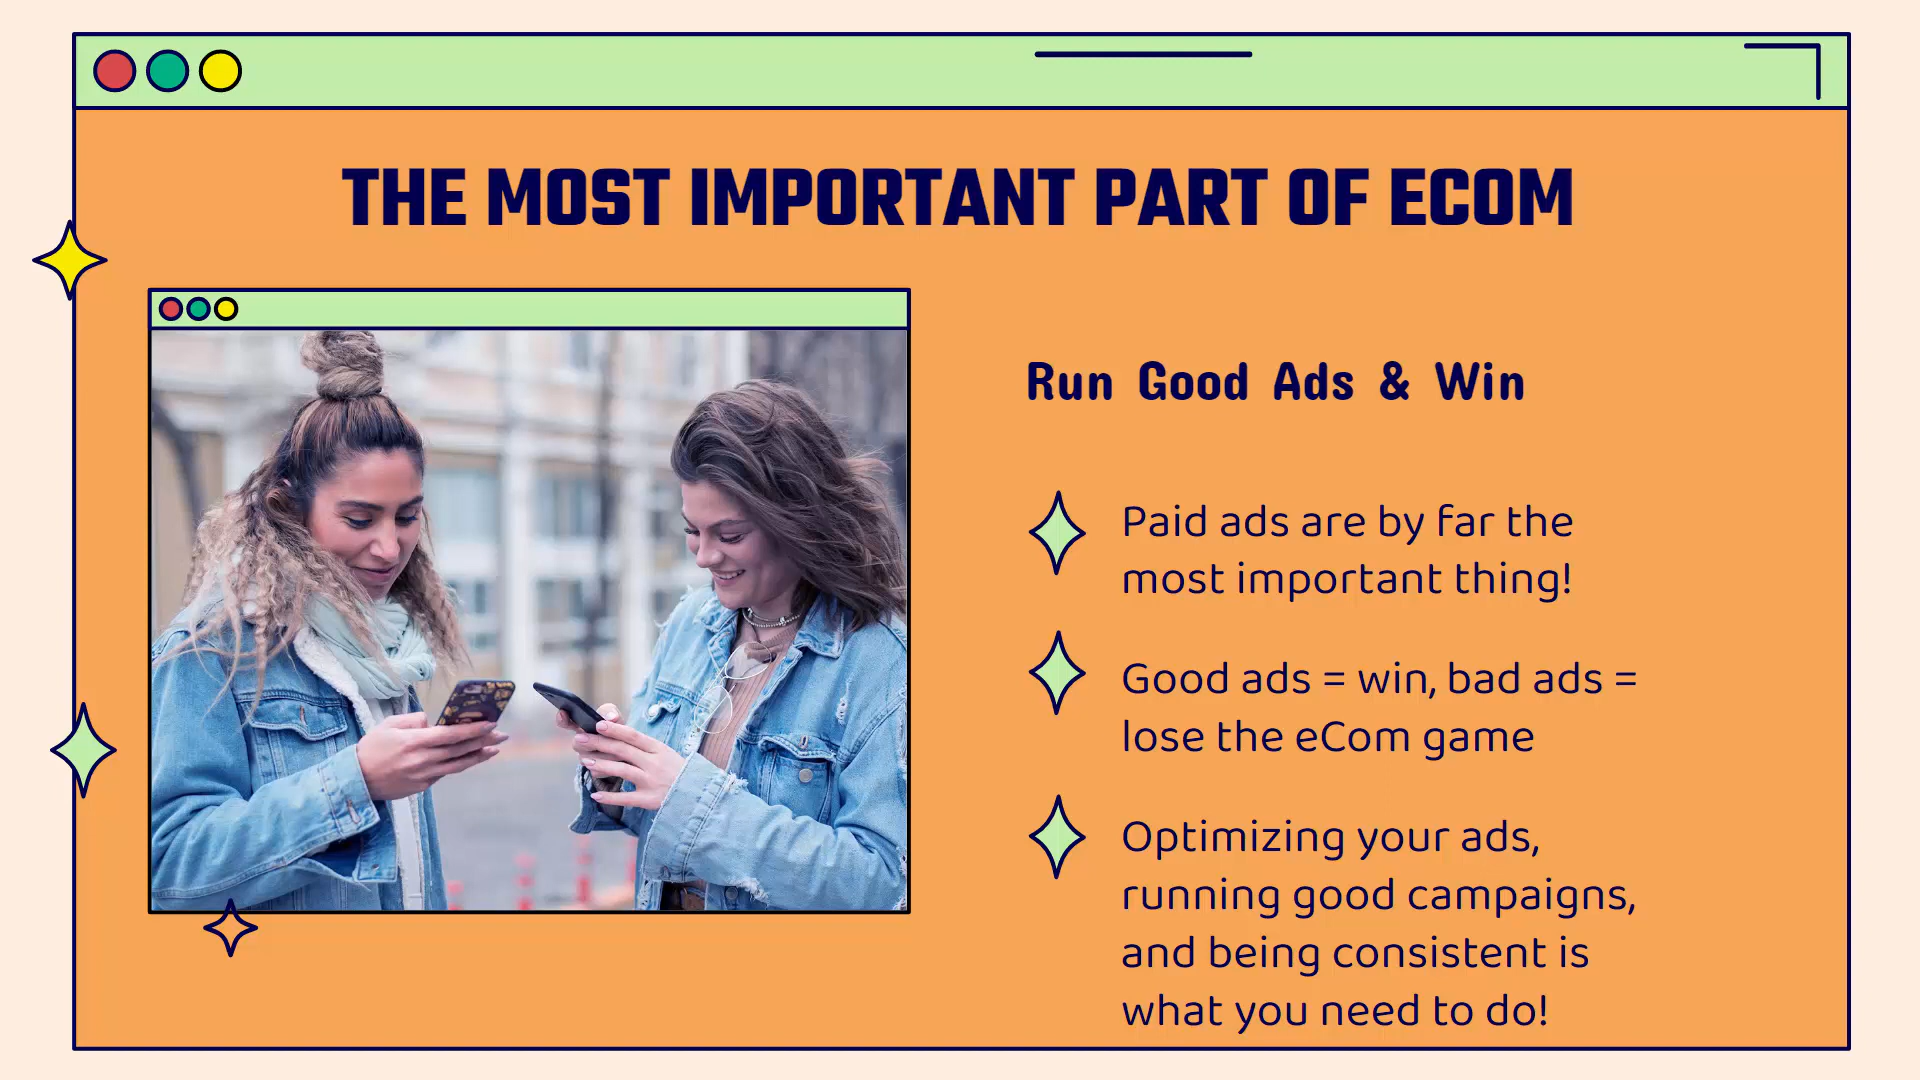 THE MOST IMPORTANT PART OF ECOM
Run Good Ads & Win
Paid ads are by far the
most important thing!
Good ads = win, bad ads =
lose the eCom game
Optimizing your ads,
running good campaigns,
and being consistent is
what you need to do!